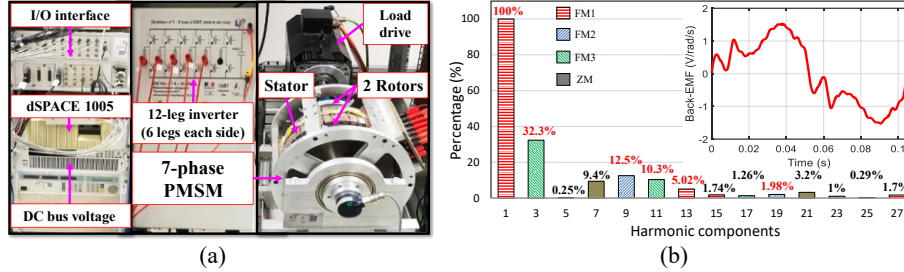 I/O interface
dSPACE 1005
DC bus voltage
12-leg inverter
(6 legs each side)
7-phase
PMSM
Load
drive
Stator
2 Rotors
(a)
Percentage (%)
100
80
60
40
20
0
100%
32.3%
0.25%
9.4%
12.5%
10.3%
5.02%
1.74%
1.26%
1.98%
3.2%
1%
0.29%
1.7%
1 3 5 7 9 11 13 15 17 19 21 23 25 27
Harmonic components
FM1
FM2
FM3
ZM
Back-EMF (V/rad/s)
2
1
0
-1
-2
0 0.02 0.04 0.06 0.08 0.1
Time (s)
(b)